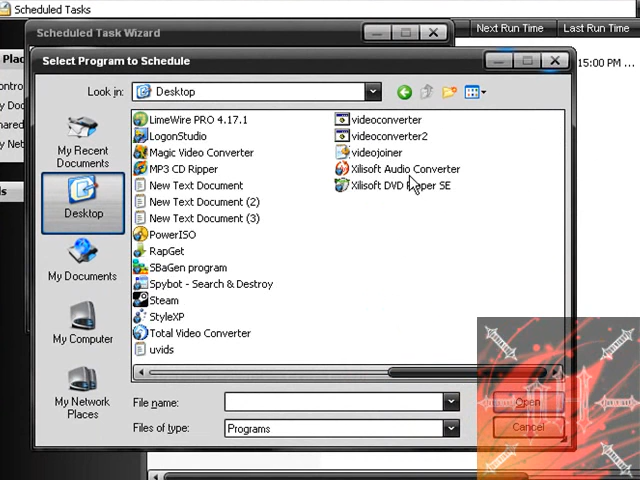 Scheduled Tasks
Scheduled Task Wizard
Next Run Time
Last Run Time
Select Program to Schedule
15:00 PM ...
Look in:
Desktop
My Recent
Documents
Desktop
My Documents
My Computer
My Network
Places
LimeWire PRO 4.17.1
LogonStudio
Magic Video Converter
MP3 CD Ripper
New Text Document
New Text Document (2)
New Text Document (3)
PowerISO
RapGet
SBaGen program
Spybot - Search & Destroy
Steam
StyleXP
Total Video Converter
uvids
videoconverter
videoconverter2
videojoiner
Xilisoft Audio Converter
Xilisoft DVD Ripper SE
File name:
Open
Files of type:
Programs
Cancel